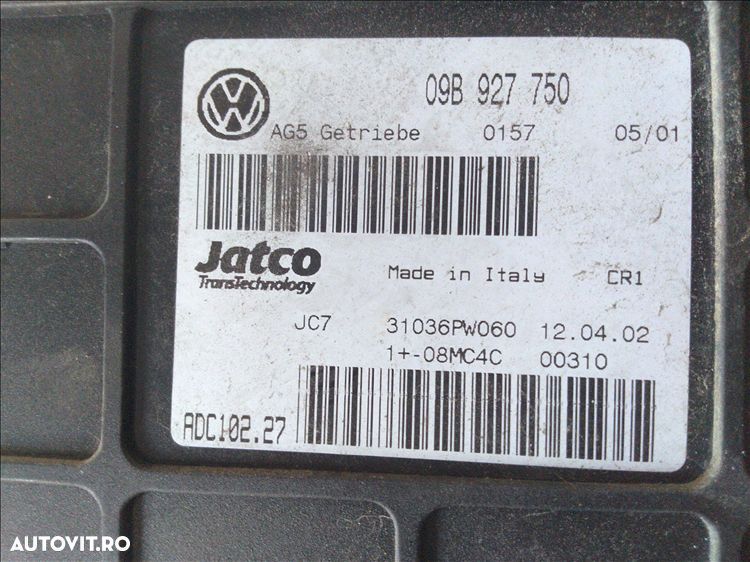 09B 927 750
AG5 Getriebe 0157 05/01
Jatco
TransTechnology
Made in Italy CR1
JC7 31036PW060 12.04.02
1+-08MC4C 00310
ADC102.27
AUTOVIT.RO